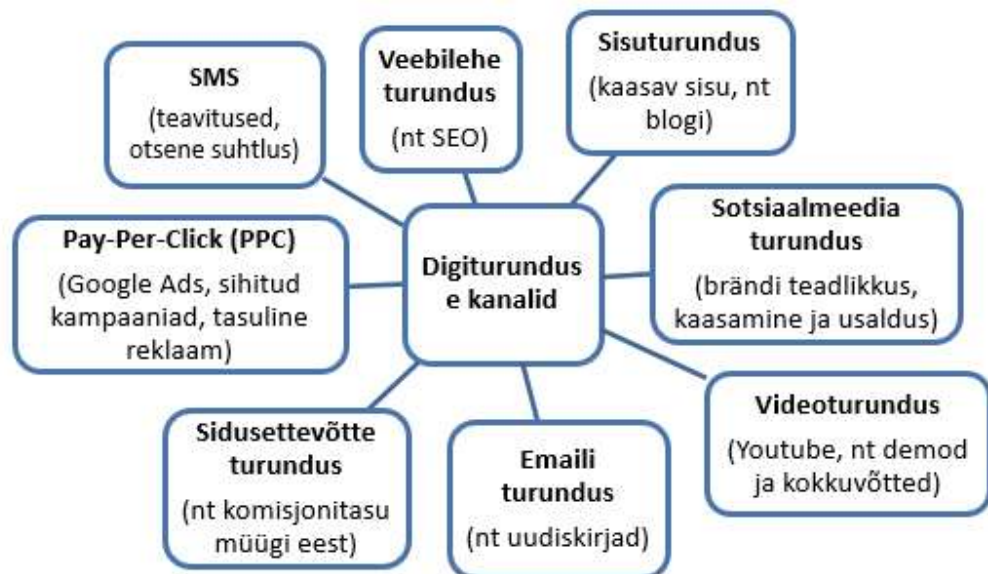 SMS
(teavitused,
otsene suhtlus)
Veebilehe
turundus
(nt SEO)
Sisuturundus
(kaasav sisu, nt
blogi)
Pay-Per-Click (PPC)
(Google Ads, sihitud
kampaaniad, tasuline
reklaam)
Digiturundus
e kanalid
Sotsiaalmeedia
turundus
(brändi teadlikkus,
kaasamine ja usaldus)
Sidusettevõtte
turundus
(nt komisjonitasu
müügi eest)
Emaili
turundus
(nt uudiskirjad)
Videoturundus
(Youtube, nt demod
ja kokkuvõtted)